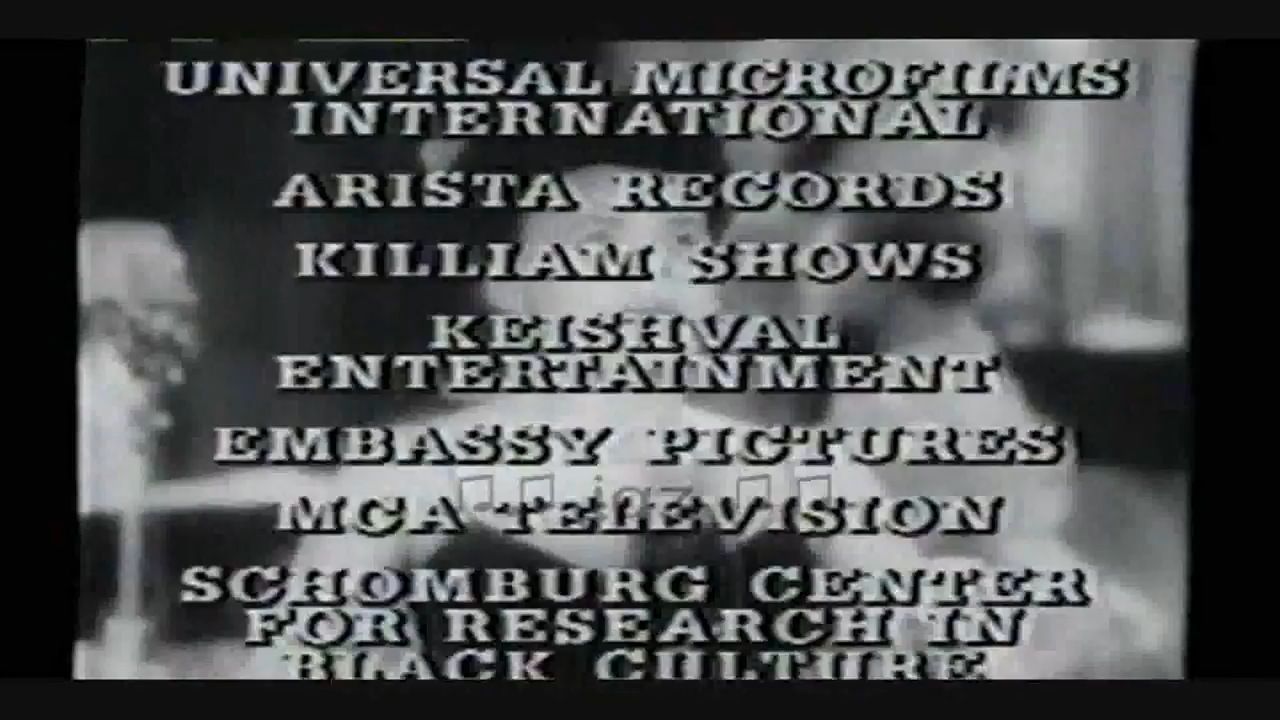 UNIVERSAL MICROFILMS
INTERNATIONAL
ARISTA RECORDS
KILLIAM SHOWS
KEISHVAL
ENTERTAINMENT
EMBASSY PICTURES
♫♫ jaz ♫♫
MCA TELEVISION
SCHOMBURG CENTER
FOR RESEARCH IN
BLACK CULTURE